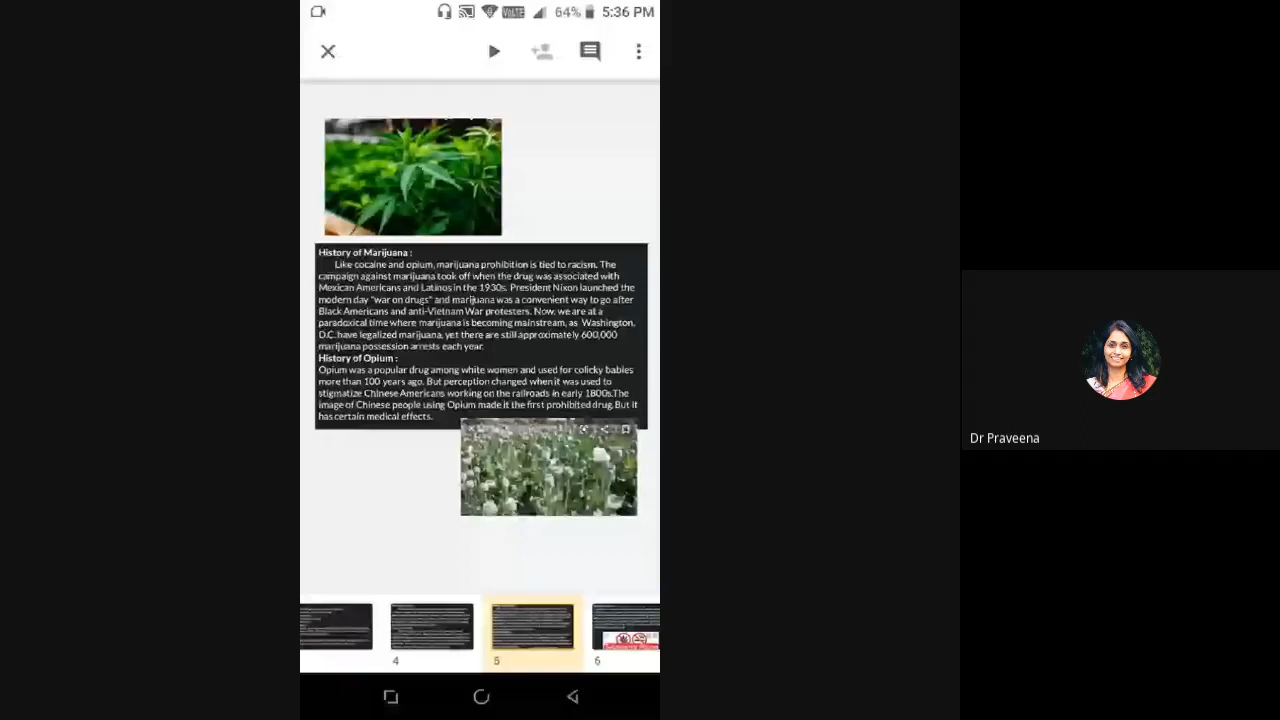 64% 5:36 PM
History of Marijuana :
Like cocaine and opium, marijuana prohibition is tied to racism. The
campaign against marijuana took off when the drug was associated with
Mexican Americans and Latinos in the 1930s. President Nixon launched the
modern day "war on drugs" and marijuana was a convenient way to go after
Black Americans and anti-Vietnam War protesters. Now, we are at a
paradoxical time where marijuana is becoming mainstream, as Washington,
D.C. have legalized marijuana, yet there are still approximately 600,000
marijuana possession arrests each year.
History of Opium :
Opium was a popular drug among white women and used for colicky babies
more than 100 years ago. But perception changed when it was used to
stigmatize Chinese Americans working on the railroads in early 1800s.The
image of Chinese people using Opium made it the first prohibited drug. But it
has certain medical effects.
Dr Praveena
4
5
6